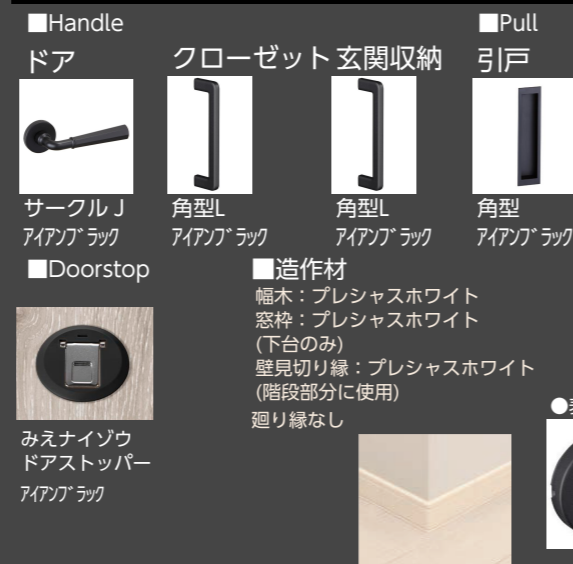 ■Handle
■Pull
ドア
クローゼット
玄関収納
引戸
サークルJ
ｱｲｱﾝﾌﾞﾗｯｸ
角型L
ｱｲｱﾝﾌﾞﾗｯｸ
角型L
ｱｲｱﾝﾌﾞﾗｯｸ
角型
ｱｲｱﾝﾌﾞﾗｯｸ
■Doorstop
みえナイゾウ
ドアストッパー
ｱｲｱﾝﾌﾞﾗｯｸ
■造作材
幅木：プレシャスホワイト
窓枠：プレシャスホワイト
(下台のみ)
壁見切り縁：プレシャスホワイト
(階段部分に使用)
廻り縁なし